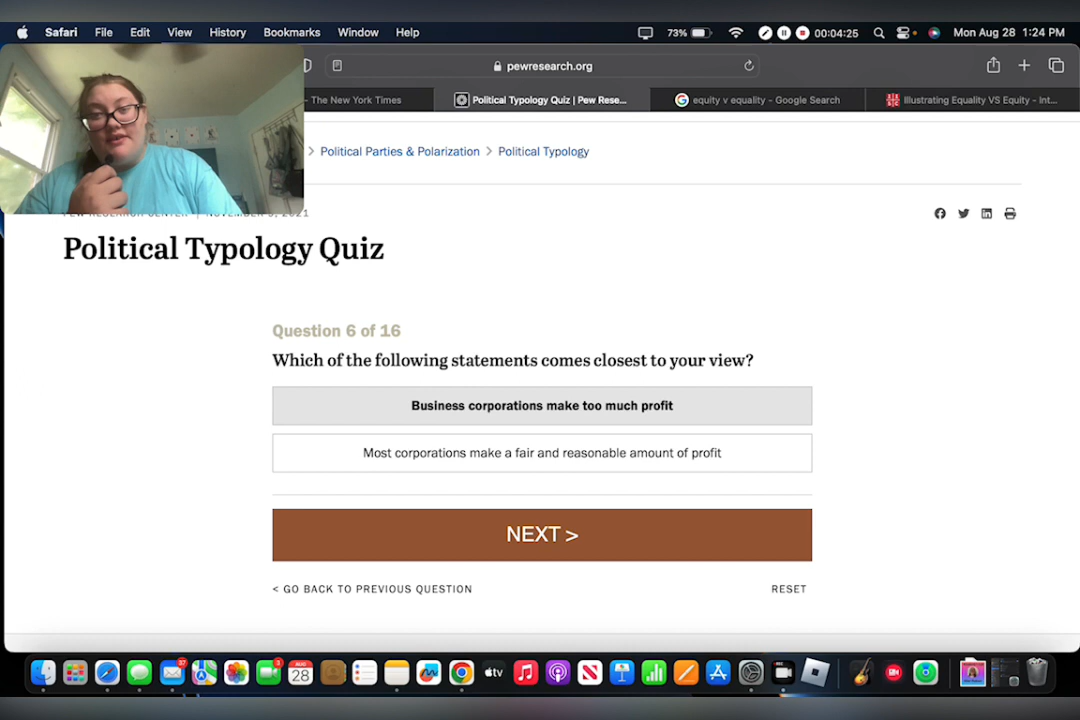 Safari File Edit View History Bookmarks Window Help 73% 00:04:25 Mon Aug 28 1:24 PM
pewresearch.org
- The New York Times Political Typology Quiz | Pew Rese... equity v equality - Google Search Illustrating Equality VS Equity - Int...
> Political Parties & Polarization > Political Typology
Political Typology Quiz
Question 6 of 16
Which of the following statements comes closest to your view?
Business corporations make too much profit
Most corporations make a fair and reasonable amount of profit
NEXT >
< GO BACK TO PREVIOUS QUESTION RESET
37 3 AUG 28 tv